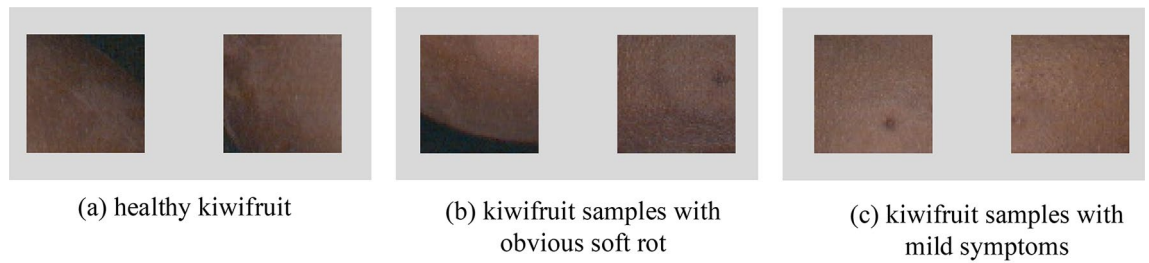 (a) healthy kiwifruit
(b) kiwifruit samples with
obvious soft rot
(c) kiwifruit samples with
mild symptoms